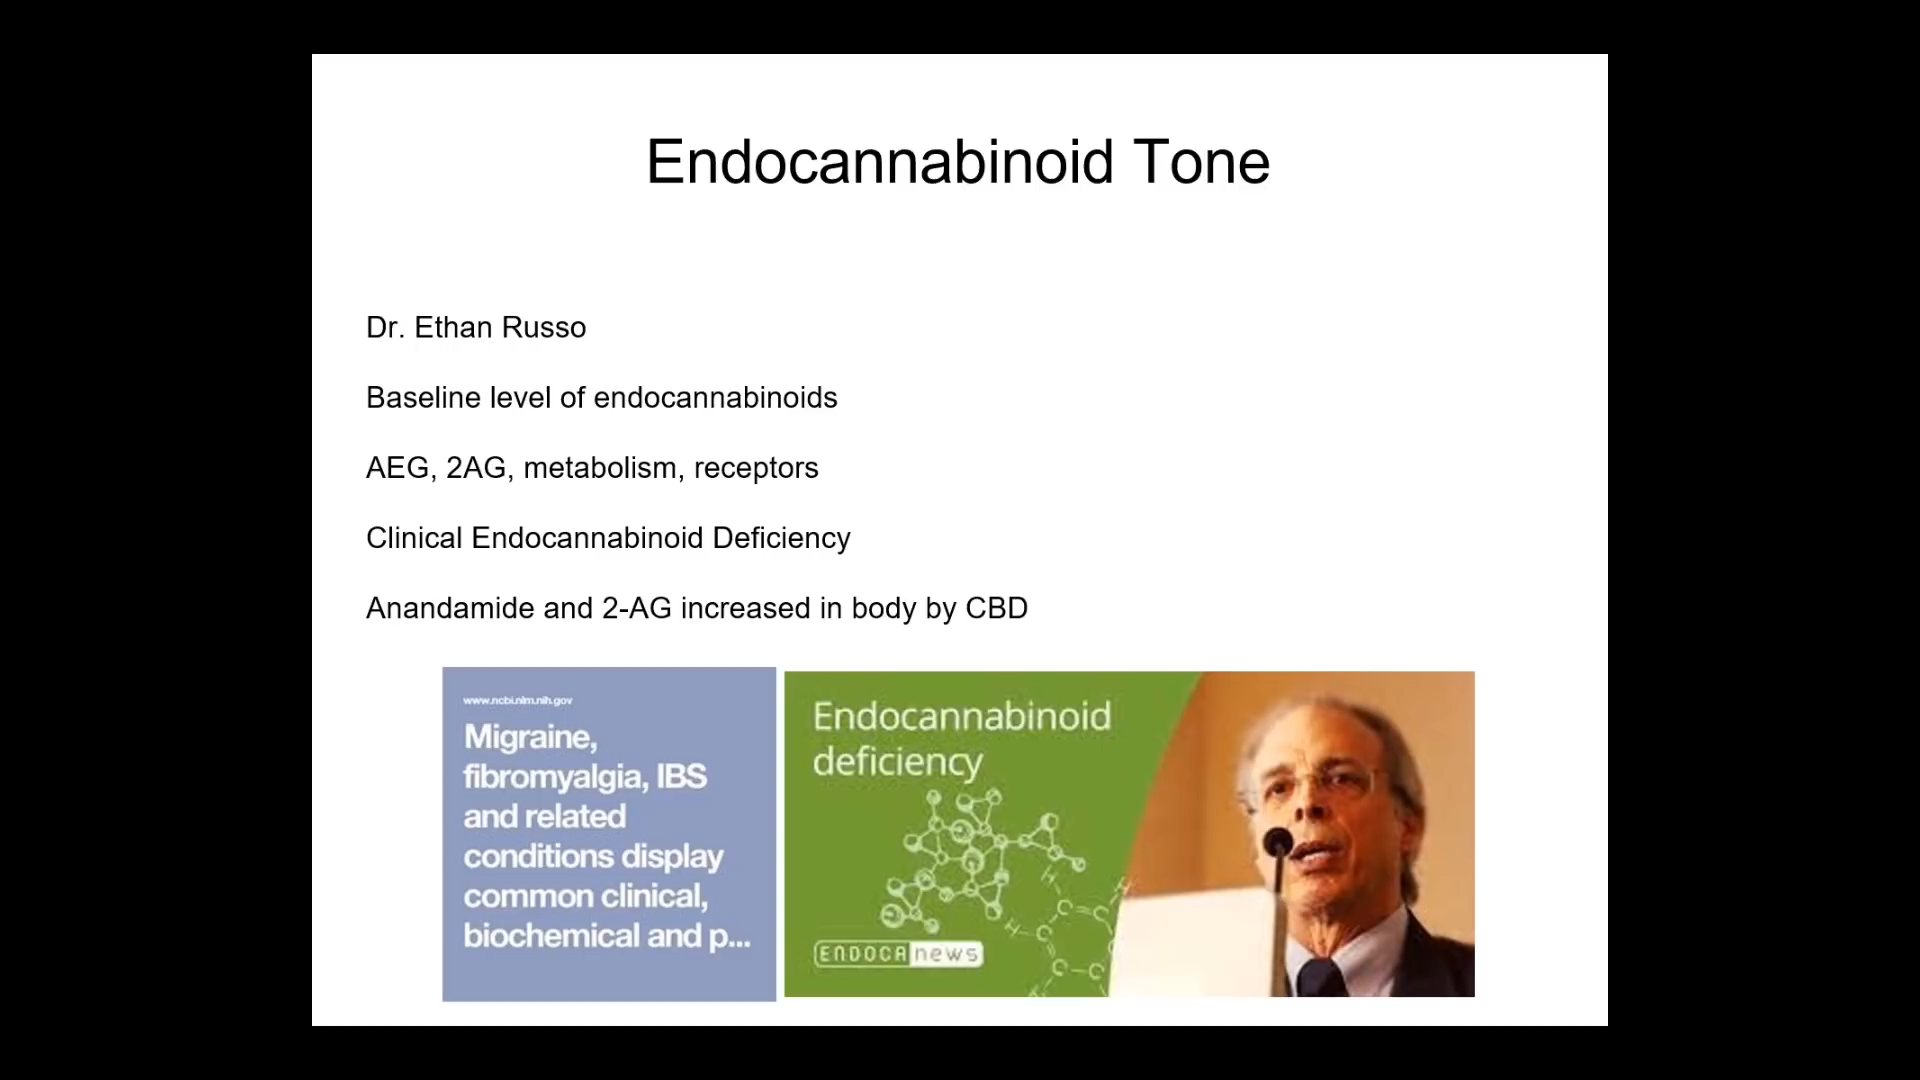 Endocannabinoid Tone
Dr. Ethan Russo
Baseline level of endocannabinoids
AEG, 2AG, metabolism, receptors
Clinical Endocannabinoid Deficiency
Anandamide and 2-AG increased in body by CBD
www.ncbi.nlm.nih.gov
Migraine,
fibromyalgia, IBS
and related
conditions display
common clinical,
biochemical and p...
Endocannabinoid
deficiency
ENDOCA news
H
H
H
C
C
C
C
C
H